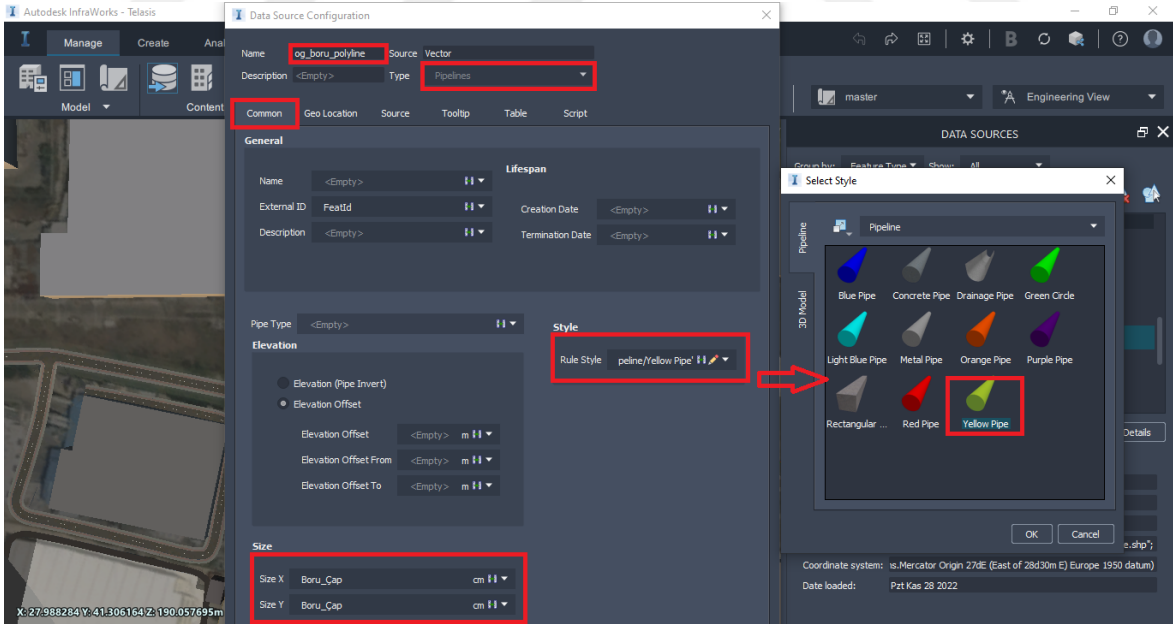 Autodesk InfraWorks - Telasis
Manage Create Anal
Model
Content
X: 27.988284 Y: 41.306164 Z: 190.057695m
Data Source Configuration
Name og_boru_polyline Source Vector
Description <Empty> Type Pipelines
Common Geo Location Source Tooltip Table Script
General
Name <Empty>
External ID FeatId
Description <Empty>
Lifespan
Creation Date <Empty>
Termination Date <Empty>
Pipe Type <Empty>
Elevation
Elevation (Pipe Invert)
Elevation Offset
Elevation Offset <Empty> m
Elevation Offset From <Empty> m
Elevation Offset To <Empty> m
Style
Rule Style peline/Yellow Pipe'
Size
Size X Boru_Çap cm
Size Y Boru_Çap cm
master
Engineering View
DATA SOURCES
Group by: Feature Type Show: All
Select Style
Pipeline
3D Model
Pipeline
Blue Pipe Concrete Pipe Drainage Pipe Green Circle
Light Blue Pipe Metal Pipe Orange Pipe Purple Pipe
Rectangular ... Red Pipe Yellow Pipe
OK Cancel
Details
e.shp";
Coordinate system: ns.Mercator Origin 27dE (East of 28d30m E) Europe 1950 datum)
Date loaded: Pzt Kas 28 2022